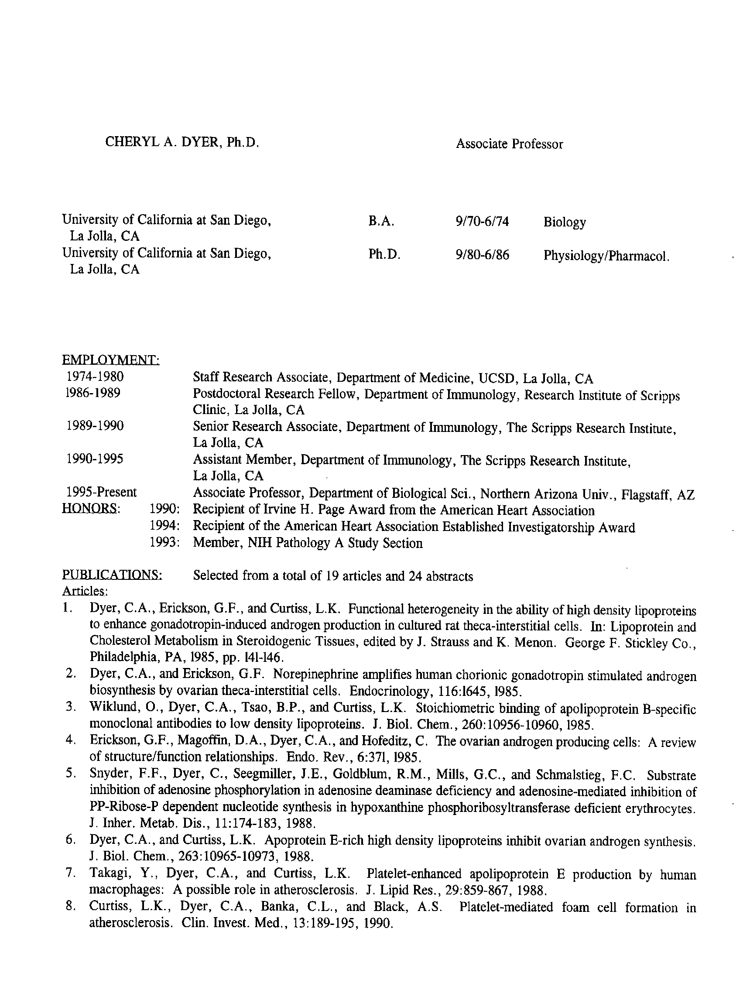 CHERYL A. DYER, Ph.D. Associate Professor
University of California at San Diego, B.A. 9/70-6/74 Biology
La Jolla, CA
University of California at San Diego, Ph.D. 9/80-6/86 Physiology/Pharmacol.
La Jolla, CA
EMPLOYMENT:
1974-1980 Staff Research Associate, Department of Medicine, UCSD, La Jolla, CA
1986-1989 Postdoctoral Research Fellow, Department of Immunology, Research Institute of Scripps
Clinic, La Jolla, CA
1989-1990 Senior Research Associate, Department of Immunology, The Scripps Research Institute,
La Jolla, CA
1990-1995 Assistant Member, Department of Immunology, The Scripps Research Institute,
La Jolla, CA
1995-Present Associate Professor, Department of Biological Sci., Northern Arizona Univ., Flagstaff, AZ
HONORS: 1990: Recipient of Irvine H. Page Award from the American Heart Association
1994: Recipient of the American Heart Association Established Investigatorship Award
1993: Member, NIH Pathology A Study Section
PUBLICATIONS: Selected from a total of 19 articles and 24 abstracts
Articles:
1. Dyer, C.A., Erickson, G.F., and Curtiss, L.K. Functional heterogeneity in the ability of high density lipoproteins
to enhance gonadotropin-induced androgen production in cultured rat theca-interstitial cells. In: Lipoprotein and
Cholesterol Metabolism in Steroidogenic Tissues, edited by J. Strauss and K. Menon. George F. Stickley Co.,
Philadelphia, PA, 1985, pp. 141-146.
2. Dyer, C.A., and Erickson, G.F. Norepinephrine amplifies human chorionic gonadotropin stimulated androgen
biosynthesis by ovarian theca-interstitial cells. Endocrinology, 116:1645, 1985.
3. Wiklund, O., Dyer, C.A., Tsao, B.P., and Curtiss, L.K. Stoichiometric binding of apolipoprotein B-specific
monoclonal antibodies to low density lipoproteins. J. Biol. Chem., 260:10956-10960, 1985.
4. Erickson, G.F., Magoffin, D.A., Dyer, C.A., and Hofeditz, C. The ovarian androgen producing cells: A review
of structure/function relationships. Endo. Rev., 6:371, 1985.
5. Snyder, F.F., Dyer, C., Seegmiller, J.E., Goldblum, R.M., Mills, G.C., and Schmalstieg, F.C. Substrate
inhibition of adenosine phosphorylation in adenosine deaminase deficiency and adenosine-mediated inhibition of
PP-Ribose-P dependent nucleotide synthesis in hypoxanthine phosphoribosyltransferase deficient erythrocytes.
J. Inher. Metab. Dis., 11:174-183, 1988.
6. Dyer, C.A., and Curtiss, L.K. Apoprotein E-rich high density lipoproteins inhibit ovarian androgen synthesis.
J. Biol. Chem., 263:10965-10973, 1988.
7. Takagi, Y., Dyer, C.A., and Curtiss, L.K. Platelet-enhanced apolipoprotein E production by human
macrophages: A possible role in atherosclerosis. J. Lipid Res., 29:859-867, 1988.
8. Curtiss, L.K., Dyer, C.A., Banka, C.L., and Black, A.S. Platelet-mediated foam cell formation in
atherosclerosis. Clin. Invest. Med., 13:189-195, 1990.